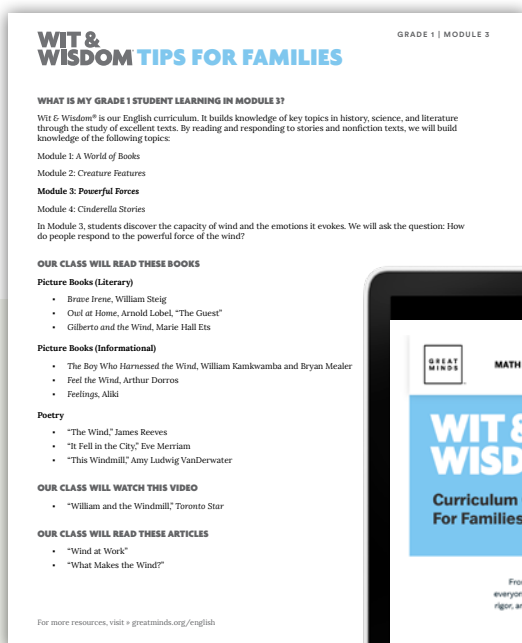 GRADE 1 | MODULE 3
WIT &
WISDOM® TIPS FOR FAMILIES
WHAT IS MY GRADE 1 STUDENT LEARNING IN MODULE 3?
Wit & Wisdom® is our English curriculum. It builds knowledge of key topics in history, science, and literature
through the study of excellent texts. By reading and responding to stories and nonfiction texts, we will build
knowledge of the following topics:
Module 1: A World of Books
Module 2: Creature Features
Module 3: Powerful Forces
Module 4: Cinderella Stories
In Module 3, students discover the capacity of wind and the emotions it evokes. We will ask the question: How
do people respond to the powerful force of the wind?
OUR CLASS WILL READ THESE BOOKS
Picture Books (Literary)
• Brave Irene, William Steig
• Owl at Home, Arnold Lobel, “The Guest”
• Gilberto and the Wind, Marie Hall Ets
Picture Books (Informational)
• The Boy Who Harnessed the Wind, William Kamkwamba and Bryan Mealer
• Feel the Wind, Arthur Dorros
• Feelings, Aliki
Poetry
• “The Wind,” James Reeves
• “It Fell in the City,” Eve Merriam
• “This Windmill,” Amy Ludwig VanDerwater
OUR CLASS WILL WATCH THIS VIDEO
• “William and the Windmill,” Toronto Star
OUR CLASS WILL READ THESE ARTICLES
• “Wind at Work”
• “What Makes the Wind?”
For more resources, visit » greatminds.org/english
GREAT
MINDS
MATH
WIT &
WISD
Curriculum
For Families
Fro
everyon
rigor, a